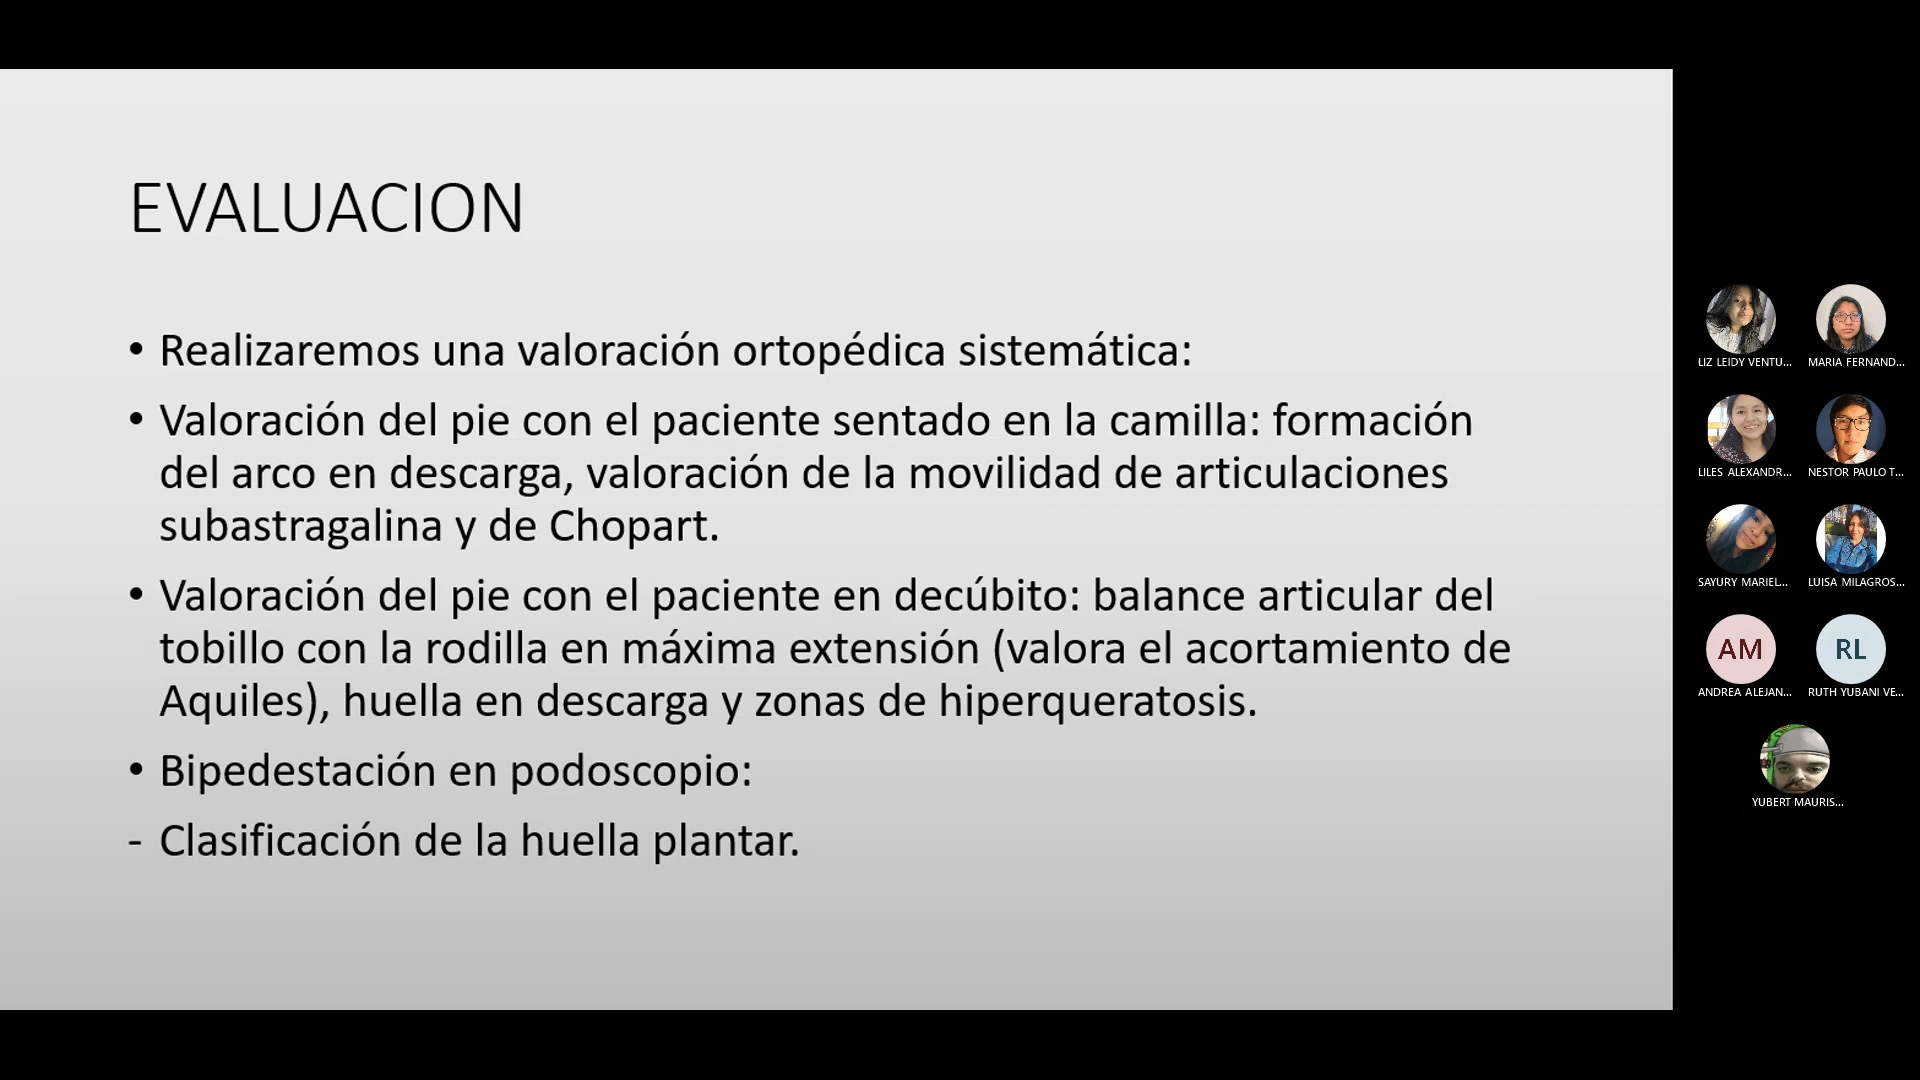 EVALUACION
• Realizaremos una valoración ortopédica sistemática:
• Valoración del pie con el paciente sentado en la camilla: formación
del arco en descarga, valoración de la movilidad de articulaciones
subastragalina y de Chopart.
• Valoración del pie con el paciente en decúbito: balance articular del
tobillo con la rodilla en máxima extensión (valora el acortamiento de
Aquiles), huella en descarga y zonas de hiperqueratosis.
• Bipedestación en podoscopio:
- Clasificación de la huella plantar.
LIZ LEIDY VENTU... MARIA FERNAND...
LILES ALEXANDR... NESTOR PAULO T...
SAYURY MARIEL... LUISA MILAGROS...
AM RL
ANDREA ALEJAN... RUTH YUBANI VE...
YUBERT MAURIS...